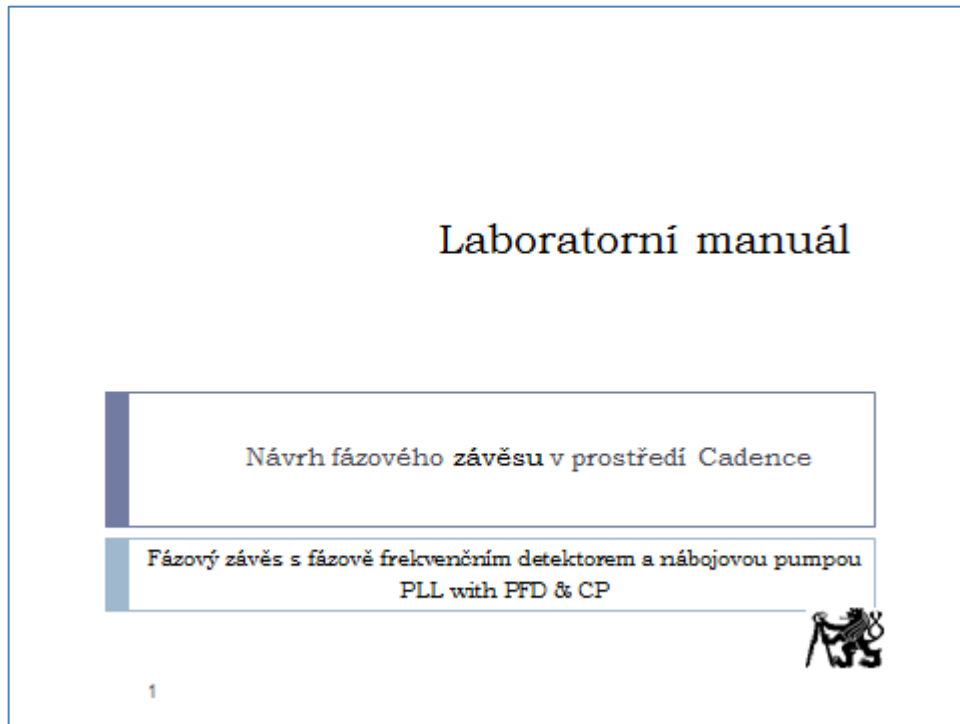 Laboratorní manuál
Návrh fázového závěsu v prostředí Cadence
Fázový závěs s fázově frekvenčním detektorem a nábojovou pumpou
PLL with PFD & CP
1